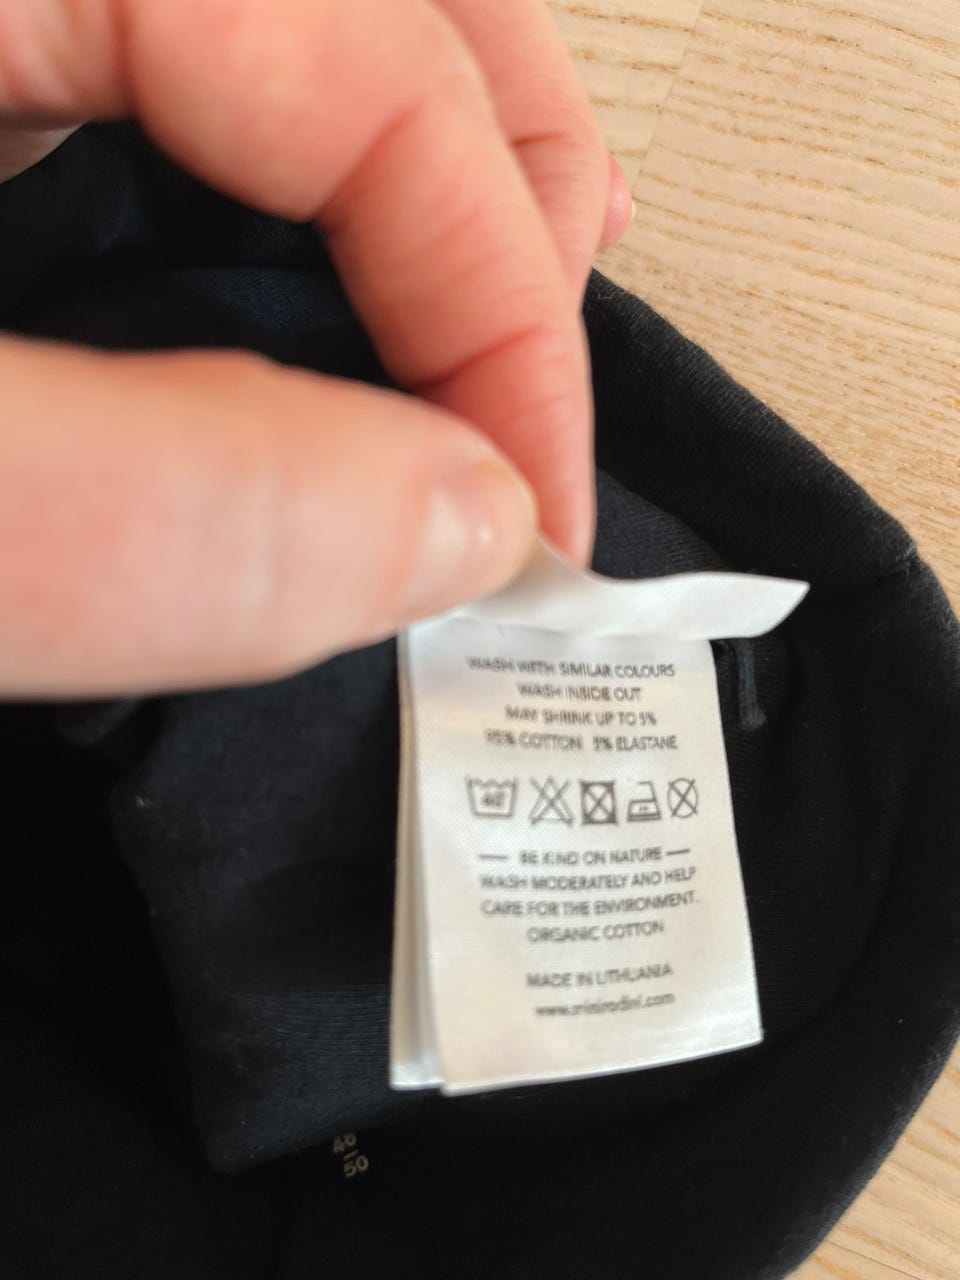 WASH WITH SIMILAR COLOURS
WASH INSIDE OUT
MAY SHRINK UP TO 5%
95% COTTON 5% ELASTANE
40°
— BE KIND ON NATURE —
WASH MODERATELY AND HELP
CARE FOR THE ENVIRONMENT.
ORGANIC COTTON
MADE IN LITHUANIA
www.minirodini.com
50